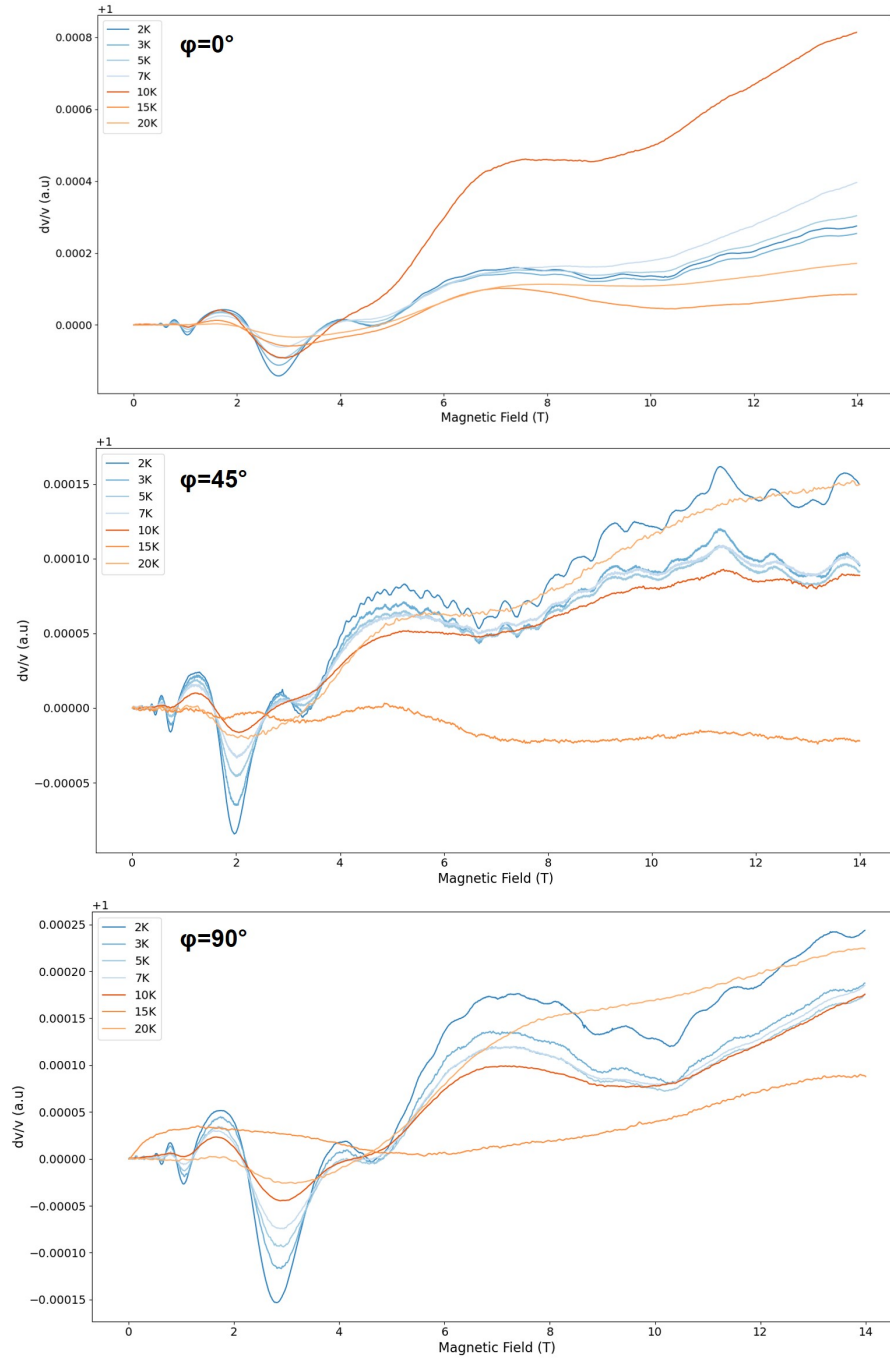 +1
φ=0°
2K
3K
5K
7K
10K
15K
20K
0.0008
0.0006
0.0004
0.0002
0.0000
dv/v (a.u)
0 2 4 6 8 10 12 14
Magnetic Field (T)
+1
φ=45°
2K
3K
5K
7K
10K
15K
20K
0.00015
0.00010
0.00005
0.00000
−0.00005
dv/v (a.u)
0 2 4 6 8 10 12 14
Magnetic Field (T)
+1
φ=90°
2K
3K
5K
7K
10K
15K
20K
0.00025
0.00020
0.00015
0.00010
0.00005
0.00000
−0.00005
−0.00010
−0.00015
dv/v (a.u)
0 2 4 6 8 10 12 14
Magnetic Field (T)